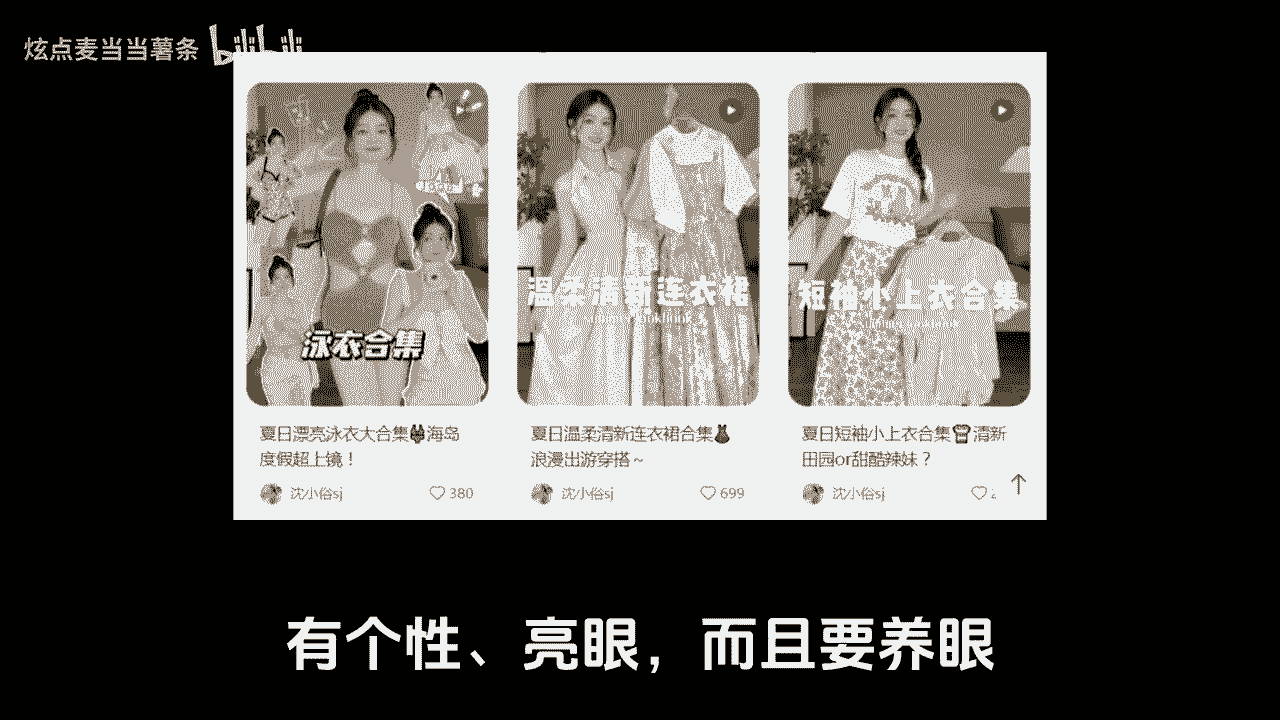 炫点麦当当薯条 bilibili
泳衣合集
温柔清新连衣裙
短袖小上衣合集
夏日漂亮泳衣大合集👙海岛
度假超上镜！
沈小俗sj
380
夏日温柔清新连衣裙合集👗
浪漫出游穿搭～
沈小俗sj
699
夏日短袖小上衣合集👚清新
田园or甜酷辣妹？
沈小俗sj
有个性、亮眼，而且要养眼